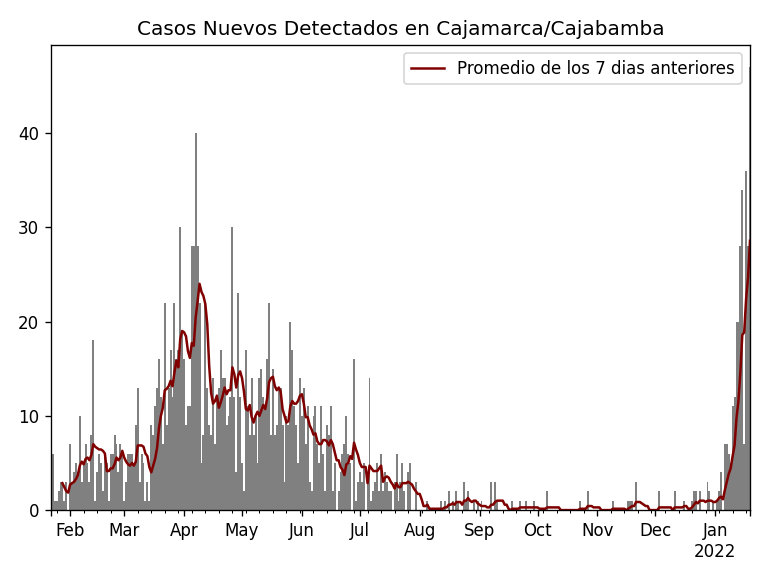 Casos Nuevos Detectados en Cajamarca/Cajabamba
Promedio de los 7 dias anteriores
40
30
20
10
0
Feb Mar Apr May Jun Jul Aug Sep Oct Nov Dec Jan
2022